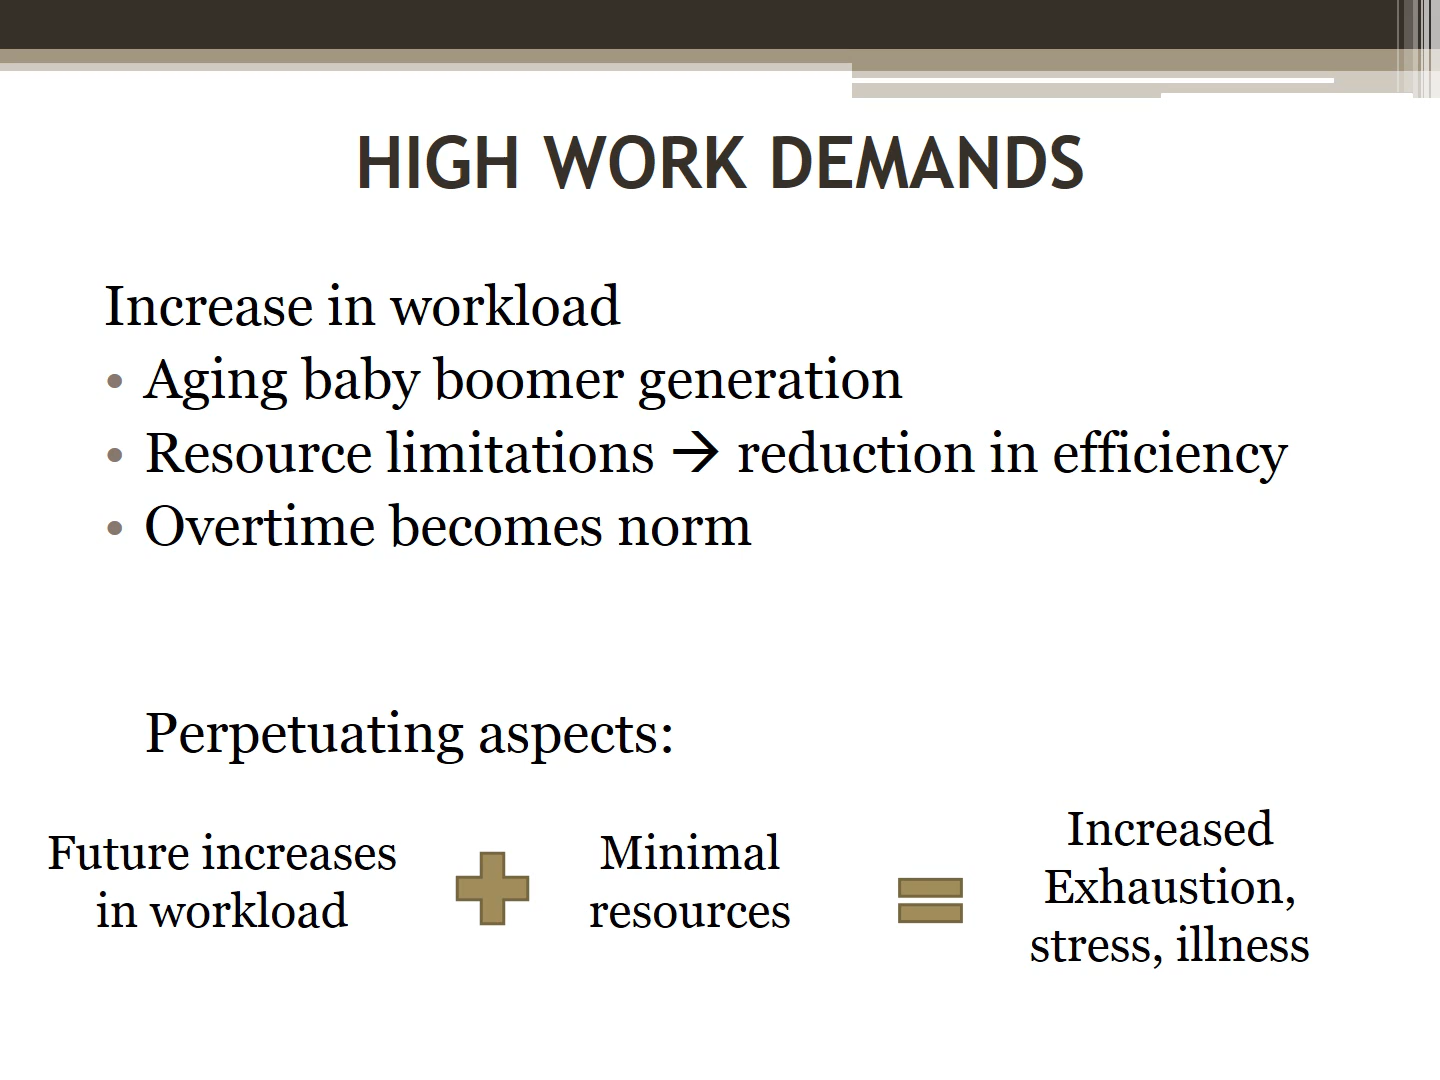 HIGH WORK DEMANDS
Increase in workload
• Aging baby boomer generation
• Resource limitations → reduction in efficiency
• Overtime becomes norm
Perpetuating aspects:
Future increases
in workload
Minimal
resources
Increased
Exhaustion,
stress, illness